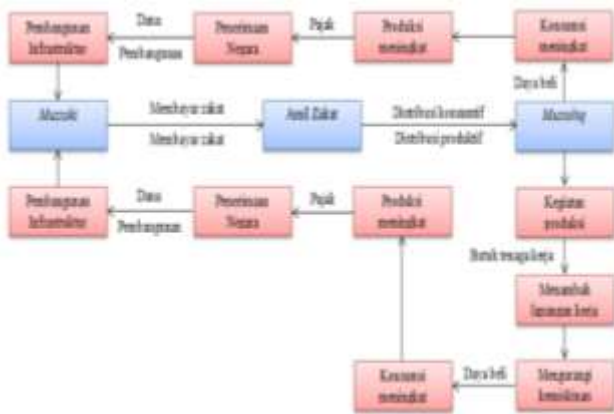 Pembangunan
Infrastruktur
Dana
Pembangunan
Penerimaan
Negara
Pajak
Produksi
meningkat
Konsumsi
meningkat
Daya beli
Muzaki
Membayar zakat
Membayar zakat
Amil Zakat
Distribusi konsumtif
Distribusi produktif
Mustahiq
Pembangunan
Infrastruktur
Dana
Pembangunan
Penerimaan
Negara
Pajak
Produksi
meningkat
Kegiatan
produksi
Butuh tenaga kerja
Menambah
lapangan kerja
Konsumsi
meningkat
Daya beli
Mengurangi
kemiskinan